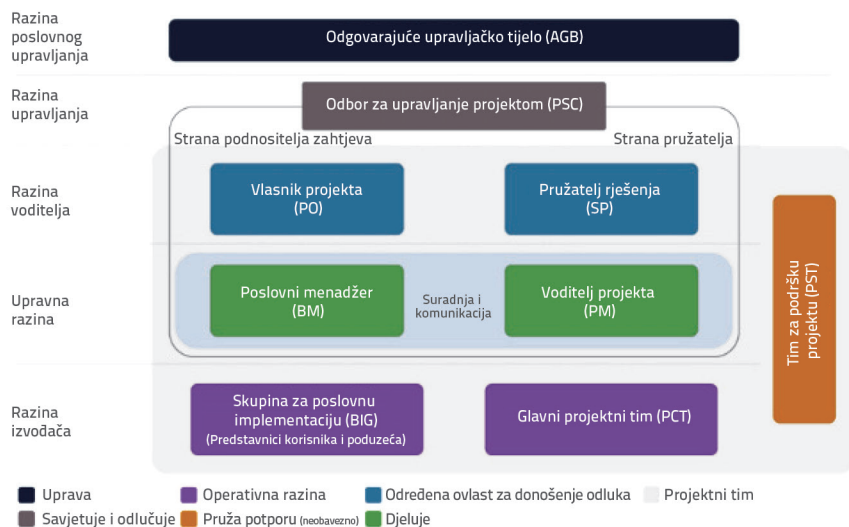 Razina
poslovnog
upravljanja
Odgovarajuće upravljačko tijelo (AGB)
Razina
upravljanja
Odbor za upravljanje projektom (PSC)
Strana podnositelja zahtjeva
Strana pružatelja
Razina
voditelja
Vlasnik projekta
(PO)
Pružatelj rješenja
(SP)
Upravna
razina
Poslovni menadžer
(BM)
Suradnja i
komunikacija
Voditelj projekta
(PM)
Tim za podršku
projektu (PST)
Razina
izvođača
Skupina za poslovnu
implementaciju (BIG)
(Predstavnici korisnika i poduzeća)
Glavni projektni tim (PCT)
Uprava
Operativna razina
Određena ovlast za donošenje odluka
Projektni tim
Savjetuje i odlučuje
Pruža potporu (neobavezno)
Djeluje